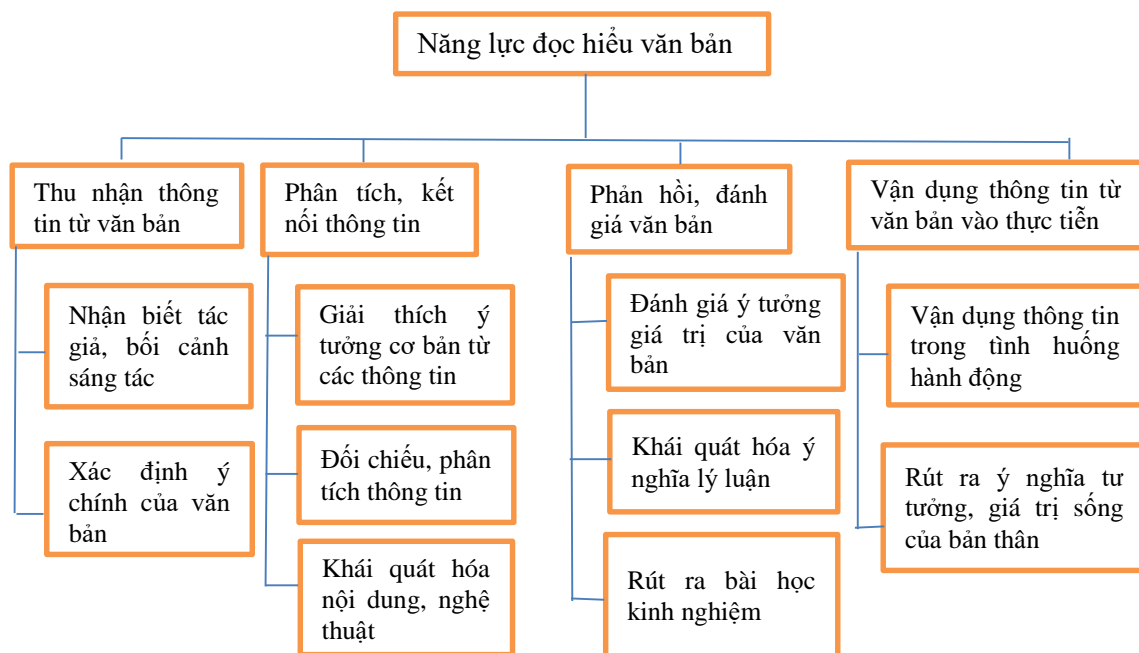 Năng lực đọc hiểu văn bản
Thu nhận thông
tin từ văn bản
Nhận biết tác
giả, bối cảnh
sáng tác
Xác định ý
chính của văn
bản
Phân tích, kết
nối thông tin
Giải thích ý
tưởng cơ bản từ
các thông tin
Đối chiếu, phân
tích thông tin
Khái quát hóa
nội dung, nghệ
thuật
Phản hồi, đánh
giá văn bản
Đánh giá ý tưởng
giá trị của văn
bản
Khái quát hóa ý
nghĩa lý luận
Rút ra bài học
kinh nghiệm
Vận dụng thông tin từ
văn bản vào thực tiễn
Vận dụng thông tin
trong tình huống
hành động
Rút ra ý nghĩa tư
tưởng, giá trị sống
của bản thân